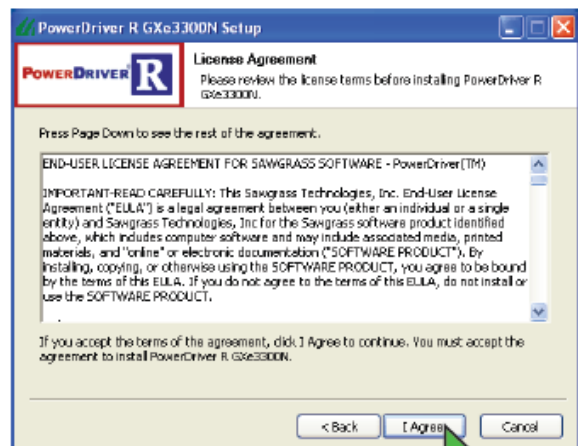 PowerDriver R GXe3300N Setup
POWERDRIVER R
License Agreement
Please review the license terms before installing PowerDriver R
GXe3300N.
Press Page Down to see the rest of the agreement.
END-USER LICENSE AGREEMENT FOR SAWGRASS SOFTWARE - PowerDriver(TM)
IMPORTANT-READ CAREFULLY: This Sawgrass Technologies, Inc. End-User License
Agreement ("EULA") is a legal agreement between you (either an individual or a single
entity) and Sawgrass Technologies, Inc for the Sawgrass software product identified
above, which includes computer software and may include associated media, printed
materials, and "online" or electronic documentation ("SOFTWARE PRODUCT"). By
installing, copying, or otherwise using the SOFTWARE PRODUCT, you agree to be bound
by the terms of this EULA. If you do not agree to the terms of this EULA, do not install or
use the SOFTWARE PRODUCT.
If you accept the terms of the agreement, click I Agree to continue. You must accept the
agreement to install PowerDriver R GXe3300N.
< Back I Agree Cancel